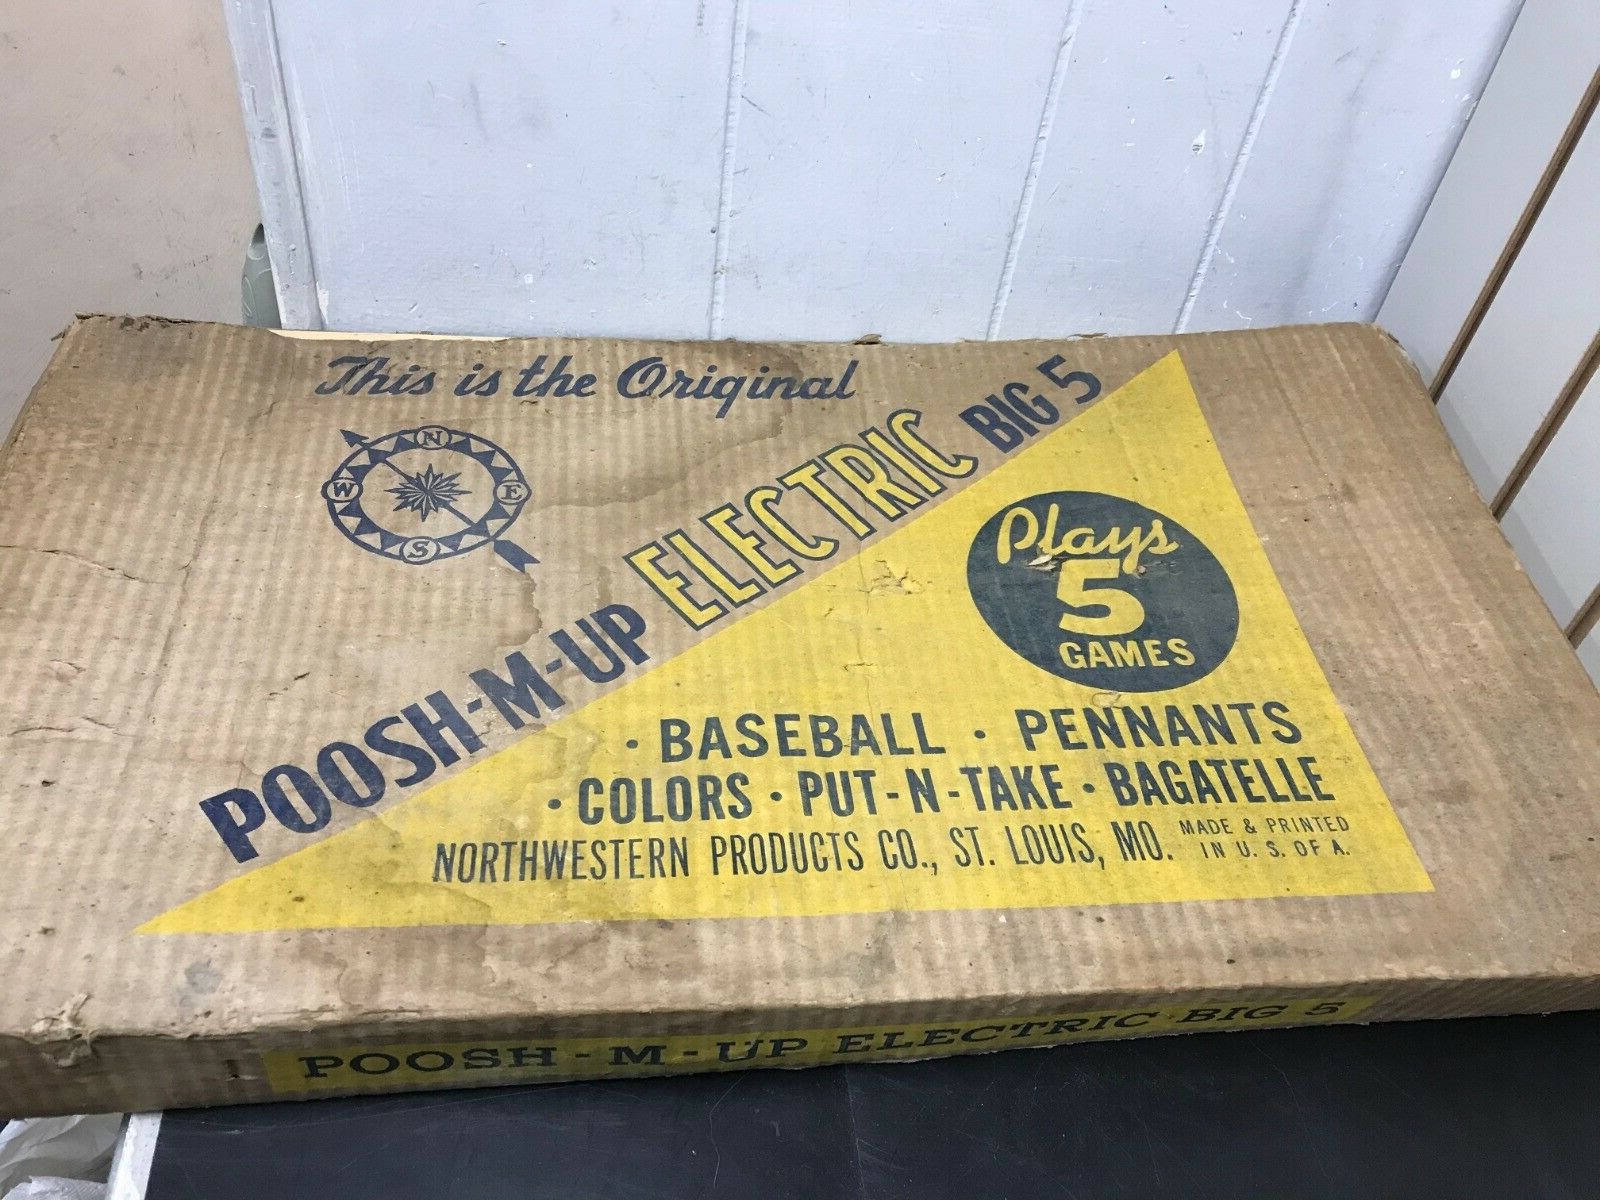 This is the Original
N
W
E
S
POOSH-M-UP ELECTRIC BIG 5
Plays
5
GAMES
· BASEBALL · PENNANTS
· COLORS · PUT-N-TAKE · BAGATELLE
NORTHWESTERN PRODUCTS CO., ST. LOUIS, MO. MADE & PRINTED
IN U. S. OF A.
POOSH-M-UP ELECTRIC BIG 5